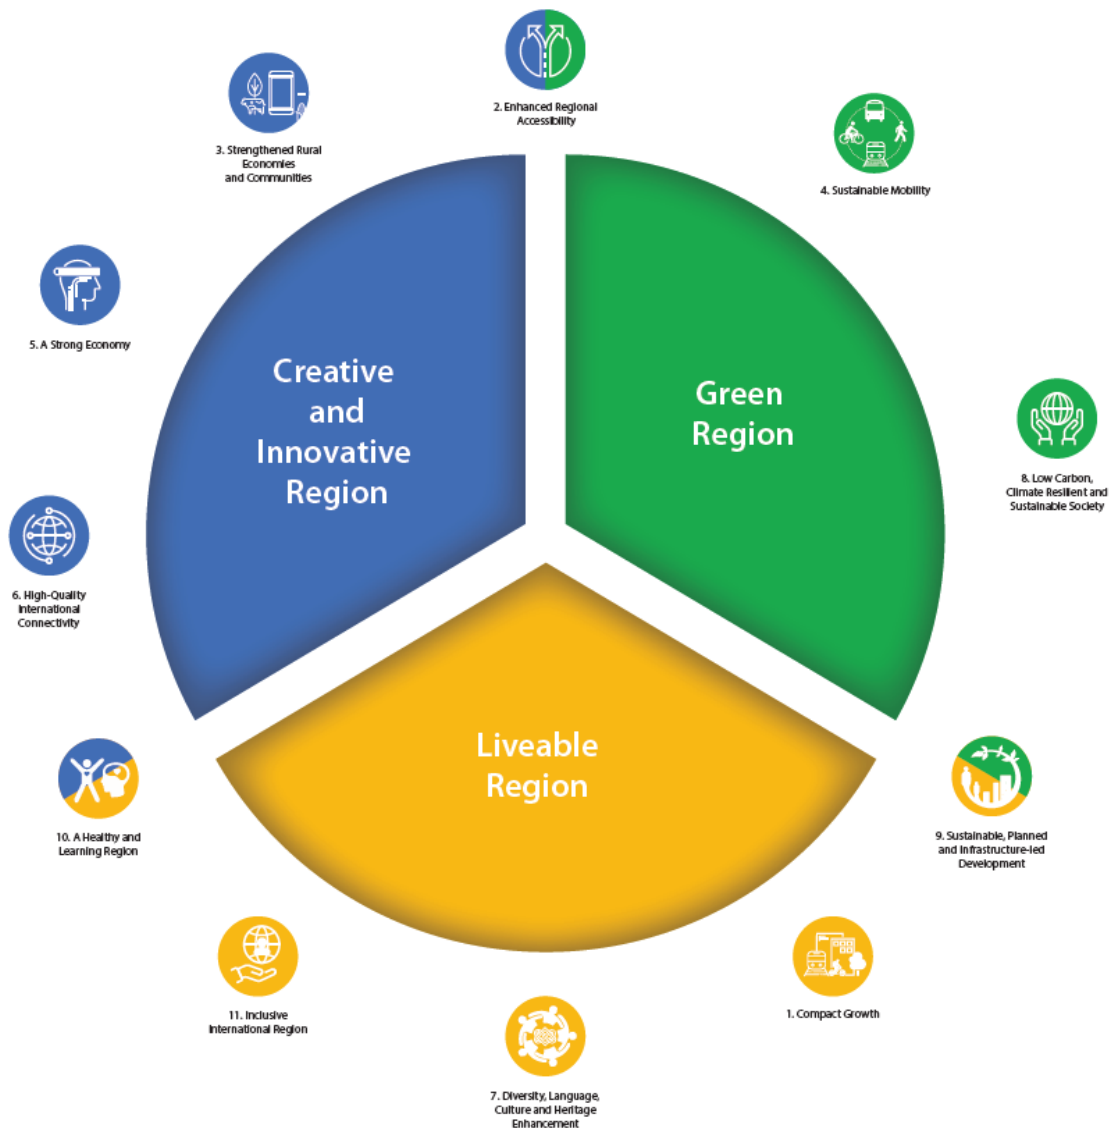 2. Enhanced Regional
Accessibility
3. Strengthened Rural
Economies
and Communities
4. Sustainable Mobility
5. A Strong Economy
Creative
and
Innovative
Region
Green
Region
8. Low Carbon,
Climate Resilient and
Sustainable Society
6. High-Quality
International
Connectivity
Liveable
Region
10. A Healthy and
Learning Region
9. Sustainable, Planned
and Infrastructure-led
Development
11. Inclusive
International Region
1. Compact Growth
7. Diversity, Language,
Culture and Heritage
Enhancement